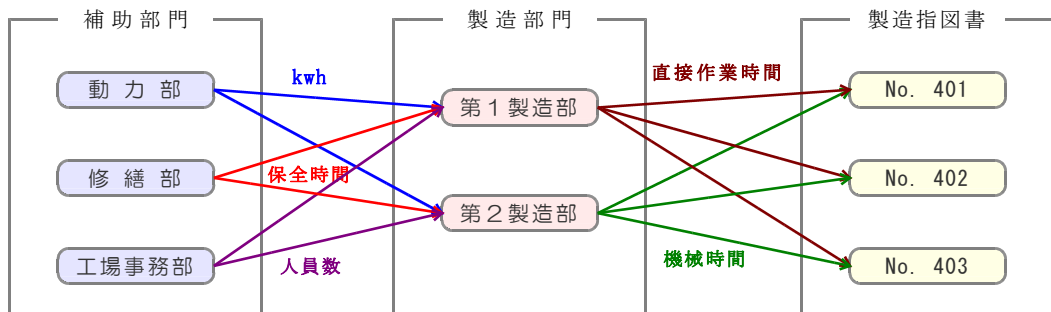 補助部門
製造部門
製造指図書
動力部
kwh
第1製造部
直接作業時間
No. 401
修繕部
保全時間
No. 402
第2製造部
工場事務部
人員数
機械時間
No. 403